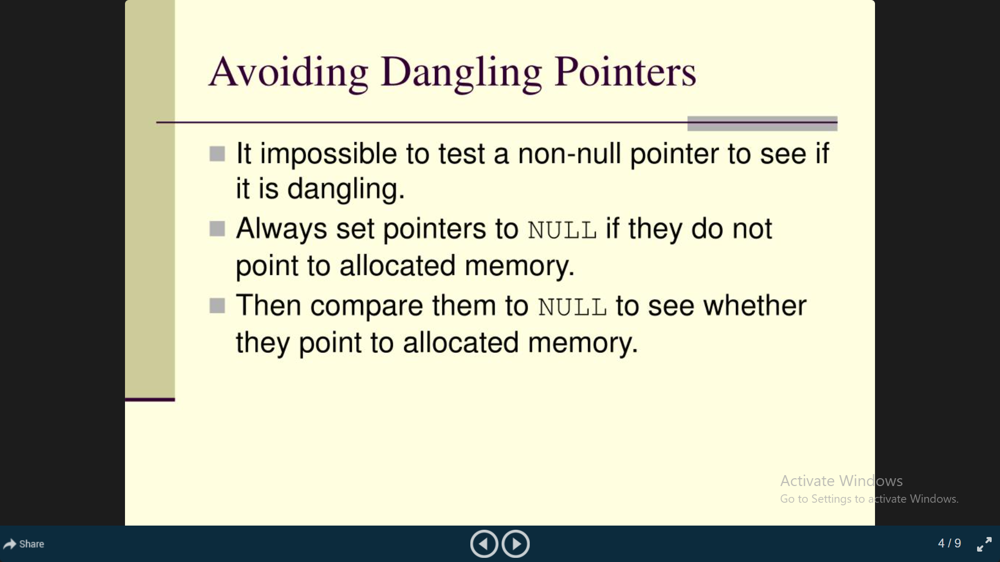 Avoiding Dangling Pointers
It impossible to test a non-null pointer to see if
it is dangling.
Always set pointers to NULL if they do not
point to allocated memory.
Then compare them to NULL to see whether
they point to allocated memory.
Activate Windows
Go to Settings to activate Windows.
Share
4 / 9